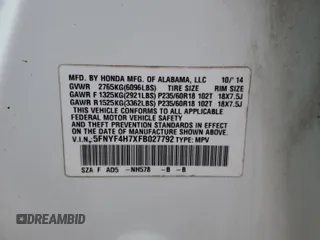 MFD. BY HONDA MFG. OF ALABAMA, LLC 10/'14
GVWR 2765KG(6096LBS) TIRE SIZE RIM SIZE
GAWR F 1325KG(2921LBS) P235/60R18 102T 18X7.5J
GAWR R 1525KG(3362LBS) P235/60R18 102T 18X7.5J
THIS VEHICLE CONFORMS TO ALL APPLICABLE
FEDERAL MOTOR VEHICLE SAFETY AND THEFT
PREVENTION STANDARDS IN EFFECT ON THE
DATE OF MANUFACTURE SHOWN ABOVE.
V.I.N.: 5FNYF4H7XFB027792 TYPE: MPV
SZA F AD5 -NH578 -B -B
AUTO HISTORY